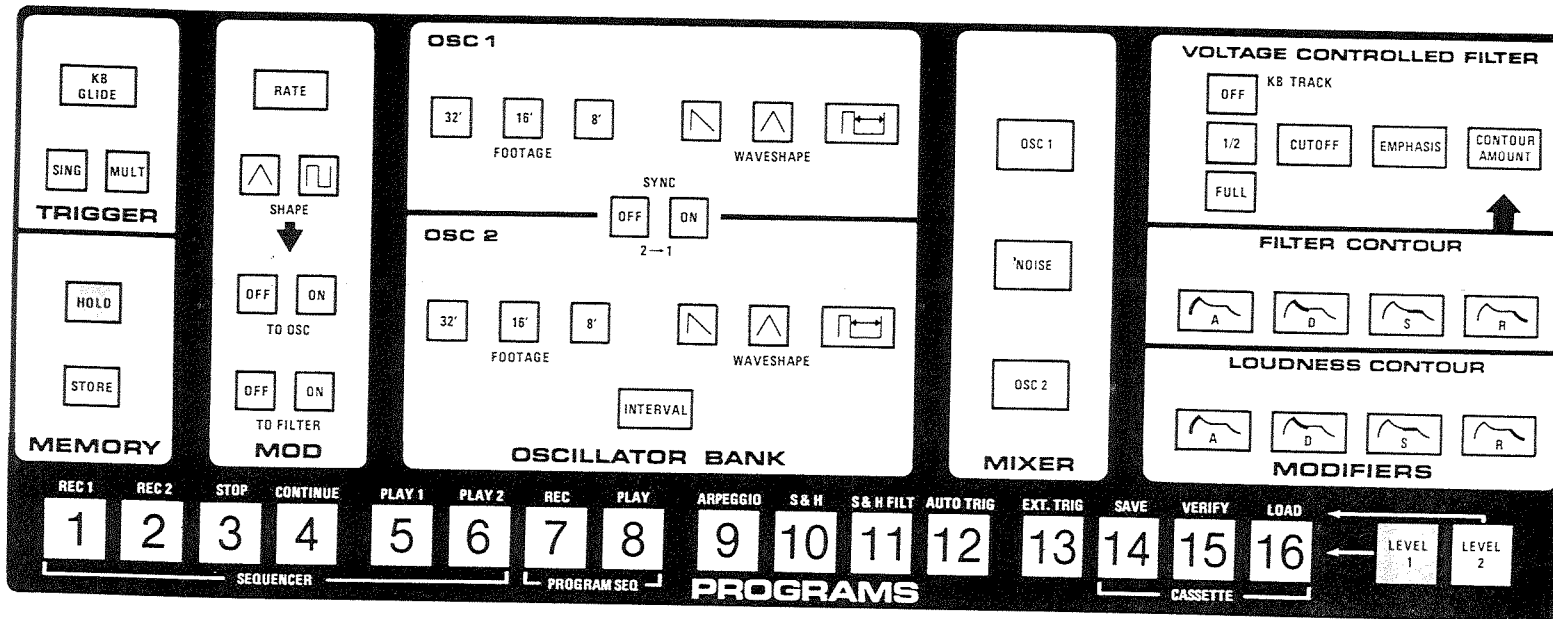 KB
GLIDE
SING MULT
TRIGGER
HOLD
STORE
MEMORY
RATE
SHAPE
OFF ON
TO OSC
OFF ON
TO FILTER
MOD
OSC 1
32' 16' 8'
FOOTAGE
WAVESHAPE
SYNC
OFF ON
2→1
OSC 2
32' 16' 8'
FOOTAGE
WAVESHAPE
INTERVAL
OSCILLATOR BANK
OSC 1
'NOISE
OSC 2
MIXER
VOLTAGE CONTROLLED FILTER
OFF KB TRACK
1/2 CUTOFF EMPHASIS CONTOUR
AMOUNT
FULL
FILTER CONTOUR
A D S R
LOUDNESS CONTOUR
A D S R
MODIFIERS
REC 1 REC 2 STOP CONTINUE PLAY 1 PLAY 2 REC PLAY ARPEGGIO S & H S & H FILT AUTO TRIG EXT. TRIG SAVE VERIFY LOAD
1 2 3 4 5 6 7 8 9 10 11 12 13 14 15 16
LEVEL
1
LEVEL
2
SEQUENCER PROGRAM SEQ PROGRAMS CASSETTE